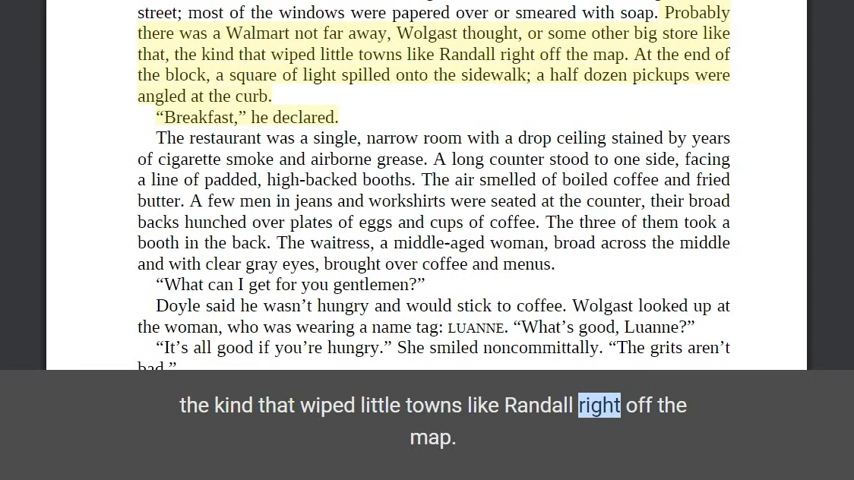 street; most of the windows were papered over or smeared with soap. Probably
there was a Walmart not far away, Wolgast thought, or some other big store like
that, the kind that wiped little towns like Randall right off the map. At the end of
the block, a square of light spilled onto the sidewalk; a half dozen pickups were
angled at the curb.
“Breakfast,” he declared.
The restaurant was a single, narrow room with a drop ceiling stained by years
of cigarette smoke and airborne grease. A long counter stood to one side, facing
a line of padded, high-backed booths. The air smelled of boiled coffee and fried
butter. A few men in jeans and workshirts were seated at the counter, their broad
backs hunched over plates of eggs and cups of coffee. The three of them took a
booth in the back. The waitress, a middle-aged woman, broad across the middle
and with clear gray eyes, brought over coffee and menus.
“What can I get for you gentlemen?”
Doyle said he wasn’t hungry and would stick to coffee. Wolgast looked up at
the woman, who was wearing a name tag: LUANNE. “What’s good, Luanne?”
“It’s all good if you’re hungry.” She smiled noncommittally. “The grits aren’t
bad.”
the kind that wiped little towns like Randall right off the
map.